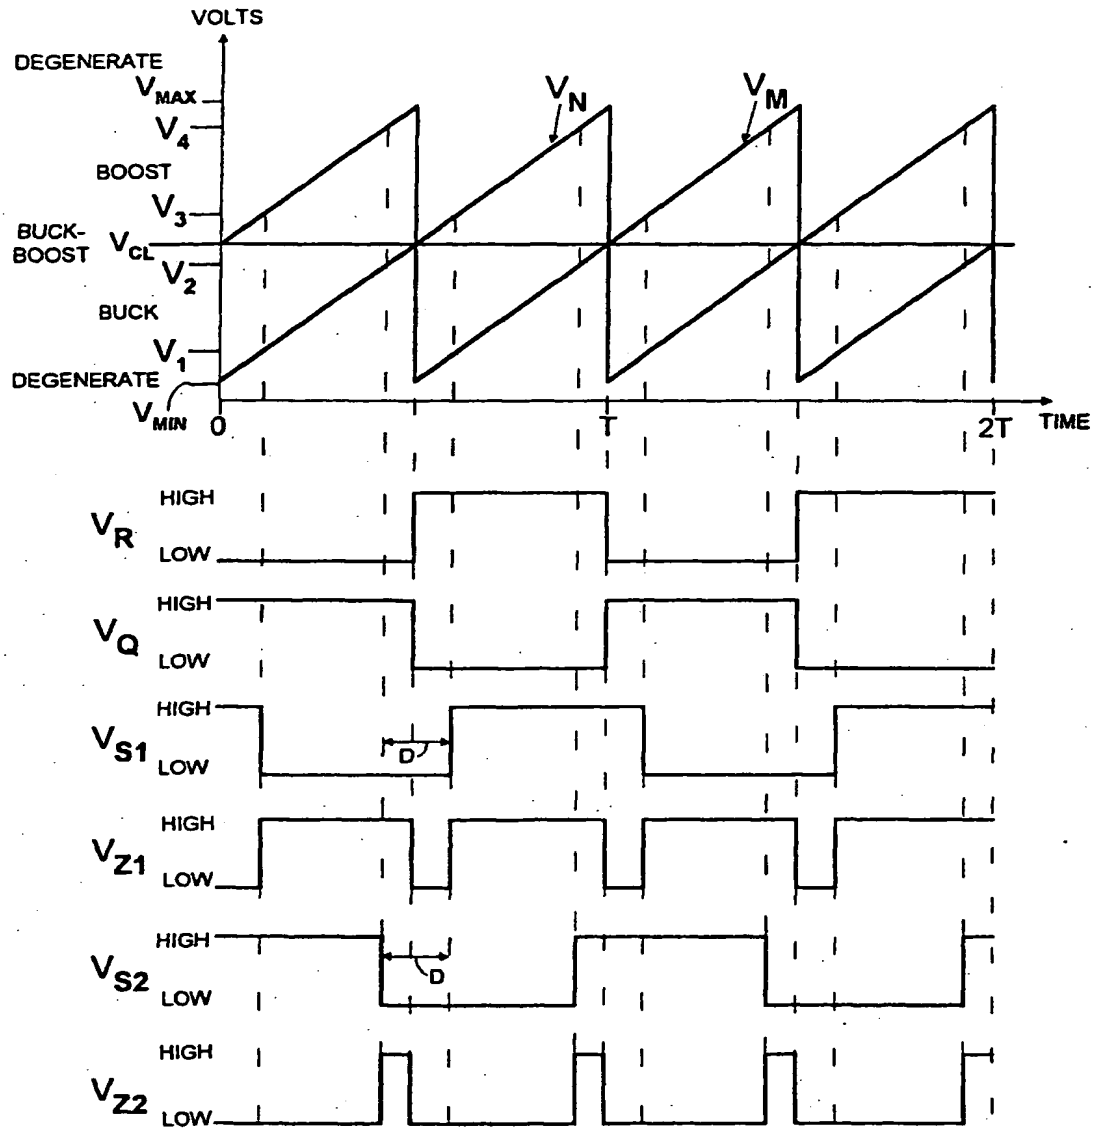 VOLTS
DEGENERATE
VMAX
V4
BOOST
V3
BUCK-
BOOST
VCL
V2
BUCK
V1
DEGENERATE
VMIN
VN
VM
0
T
2T
TIME
VR
HIGH
LOW
VQ
HIGH
LOW
VS1
HIGH
LOW
D
VZ1
HIGH
LOW
VS2
HIGH
LOW
D
VZ2
HIGH
LOW